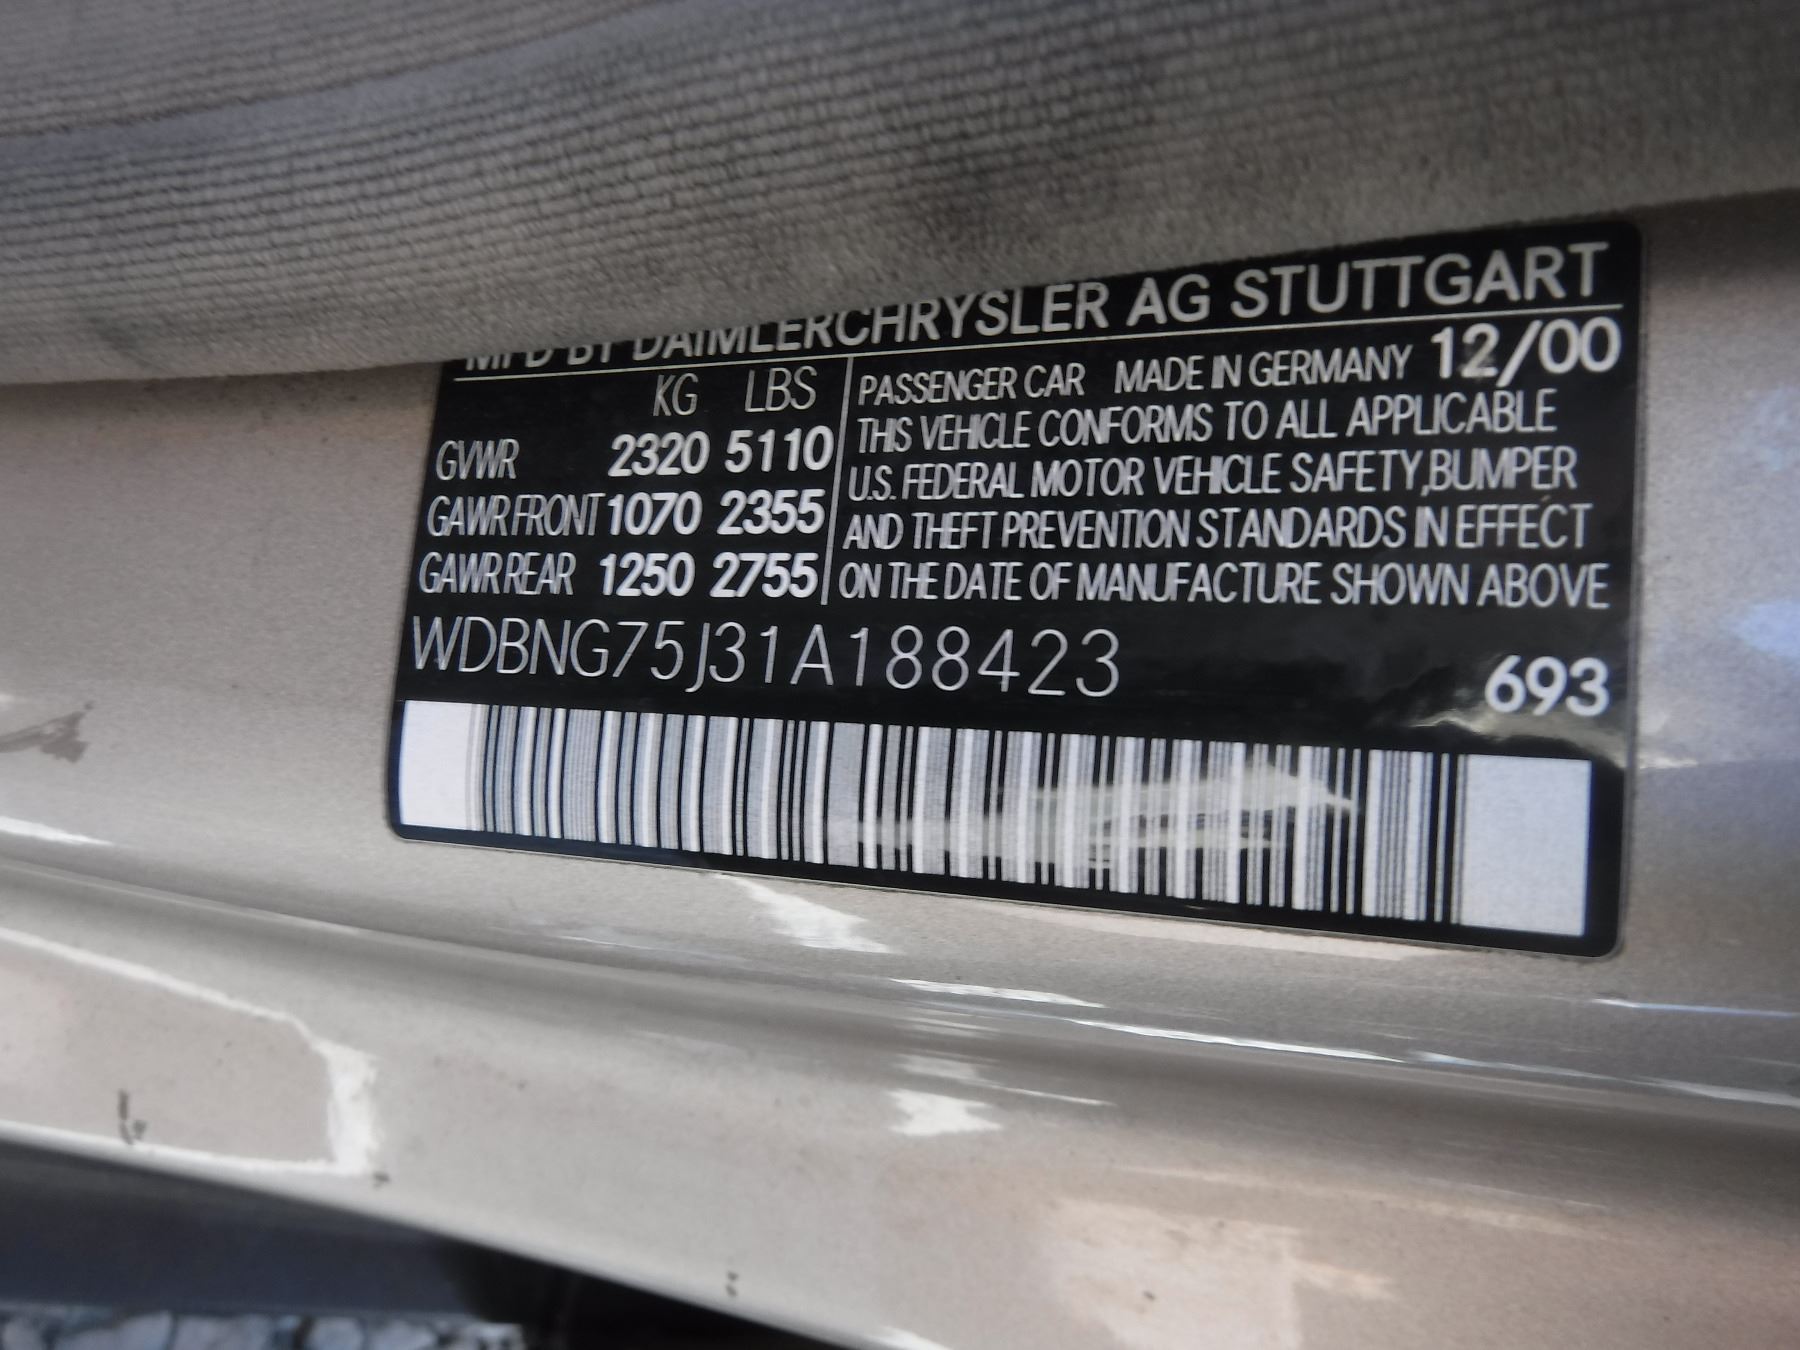 MFD BY DAIMLERCHRYSLER AG STUTTGART
KG LBS
GVWR 2320 5110
GAWR FRONT 1070 2355
GAWR REAR 1250 2755
PASSENGER CAR MADE IN GERMANY 12/00
THIS VEHICLE CONFORMS TO ALL APPLICABLE
U.S. FEDERAL MOTOR VEHICLE SAFETY,BUMPER
AND THEFT PREVENTION STANDARDS IN EFFECT
ON THE DATE OF MANUFACTURE SHOWN ABOVE
WDBNG75J31A188423
693